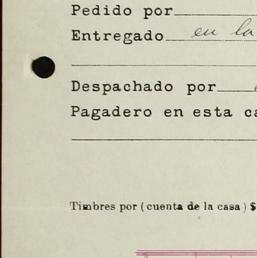 Pedido por
Entregado en la
Despachado por
Pagadero en esta ca
Timbres por (cuenta de la casa) $